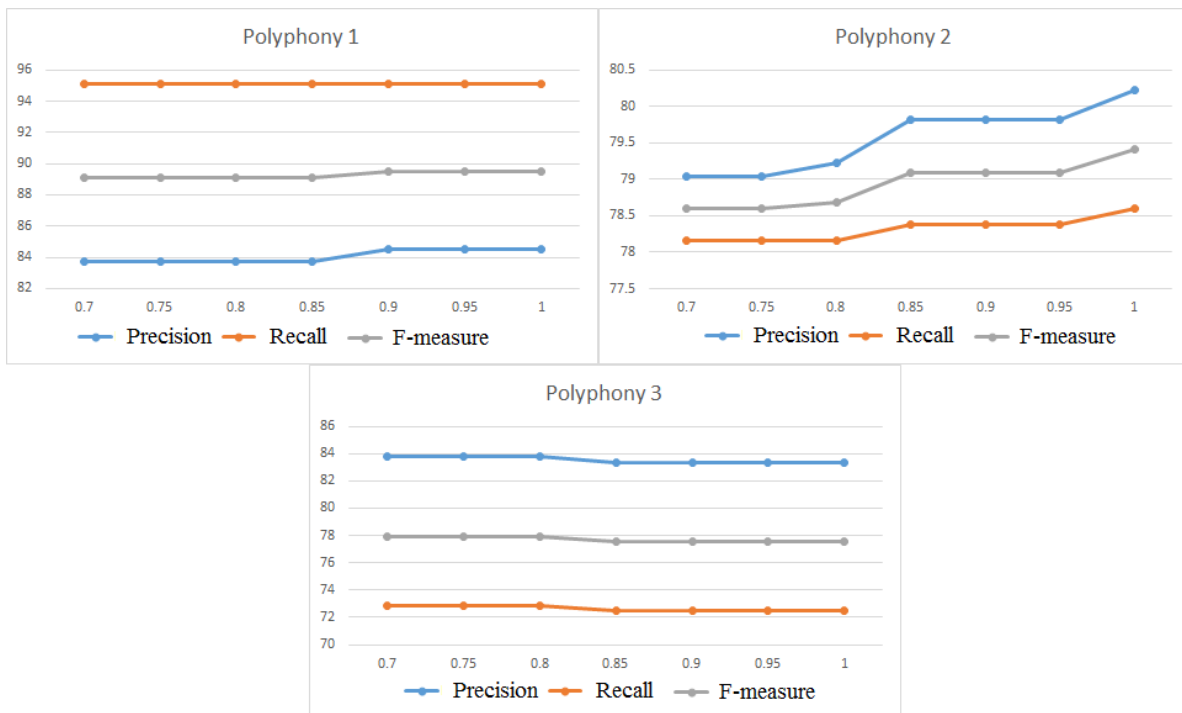 Polyphony 1
96
94
92
90
88
86
84
82
0.7 0.75 0.8 0.85 0.9 0.95 1
Precision Recall F-measure
Polyphony 2
80.5
80
79.5
79
78.5
78
77.5
0.7 0.75 0.8 0.85 0.9 0.95 1
Precision Recall F-measure
Polyphony 3
86
84
82
80
78
76
74
72
70
0.7 0.75 0.8 0.85 0.9 0.95 1
Precision Recall F-measure